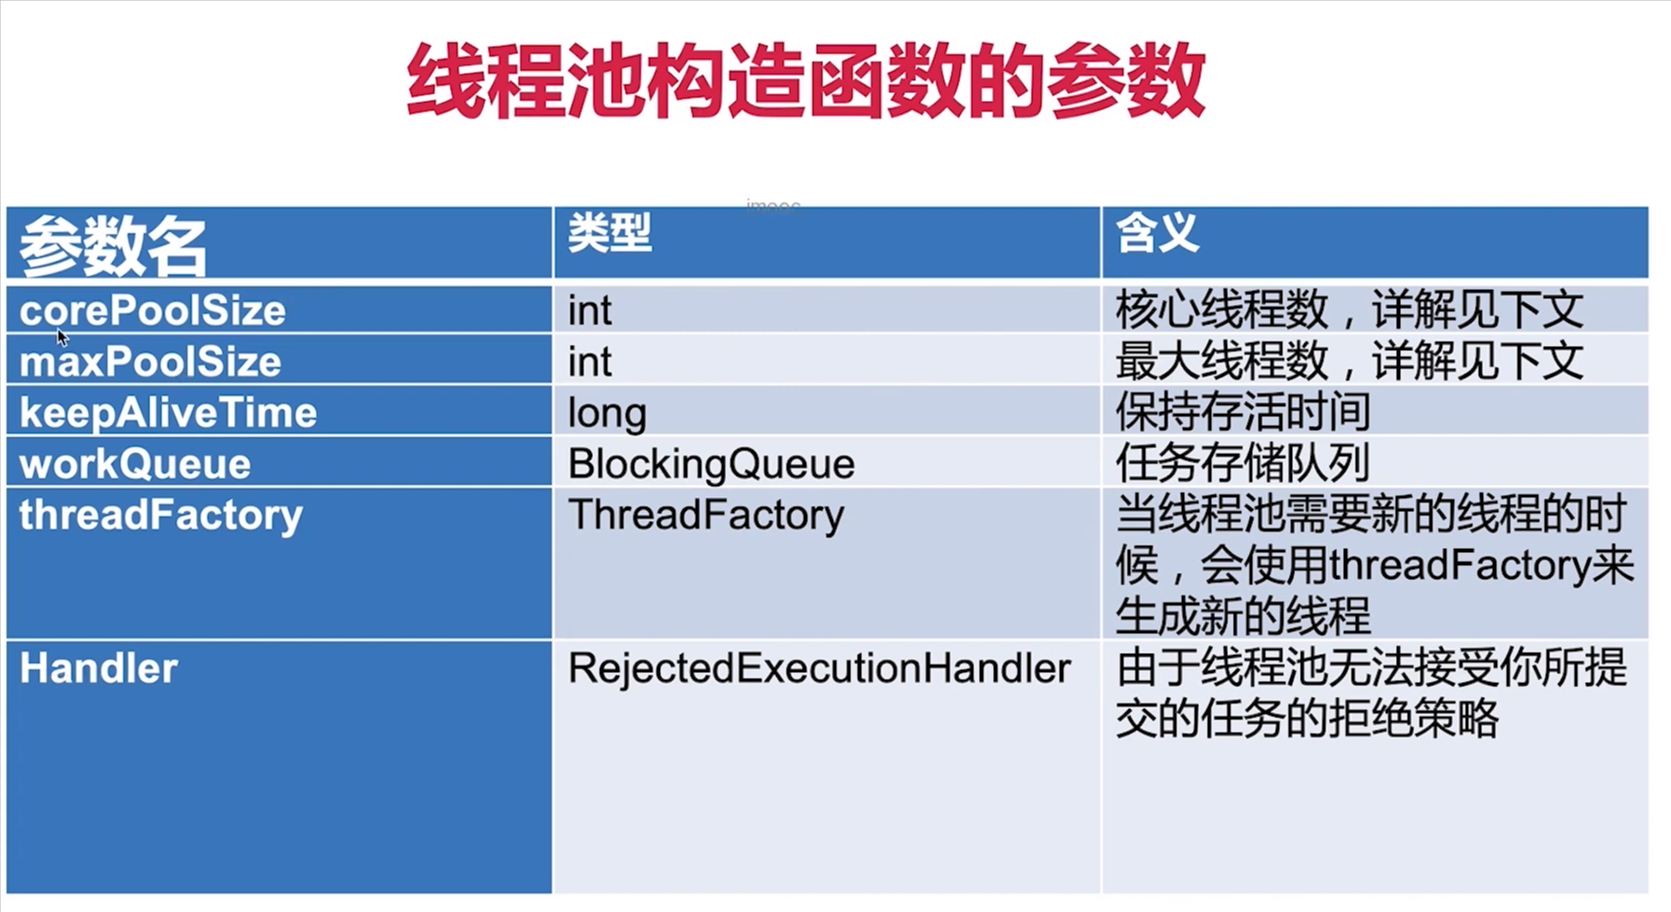 线程池构造函数的参数
imooc
参数名 类型 含义
corePoolSize int 核心线程数，详解见下文
maxPoolSize int 最大线程数，详解见下文
keepAliveTime long 保持存活时间
workQueue BlockingQueue 任务存储队列
threadFactory ThreadFactory 当线程池需要新的线程的时
候，会使用threadFactory来
生成新的线程
Handler RejectedExecutionHandler 由于线程池无法接受你所提
交的任务的拒绝策略